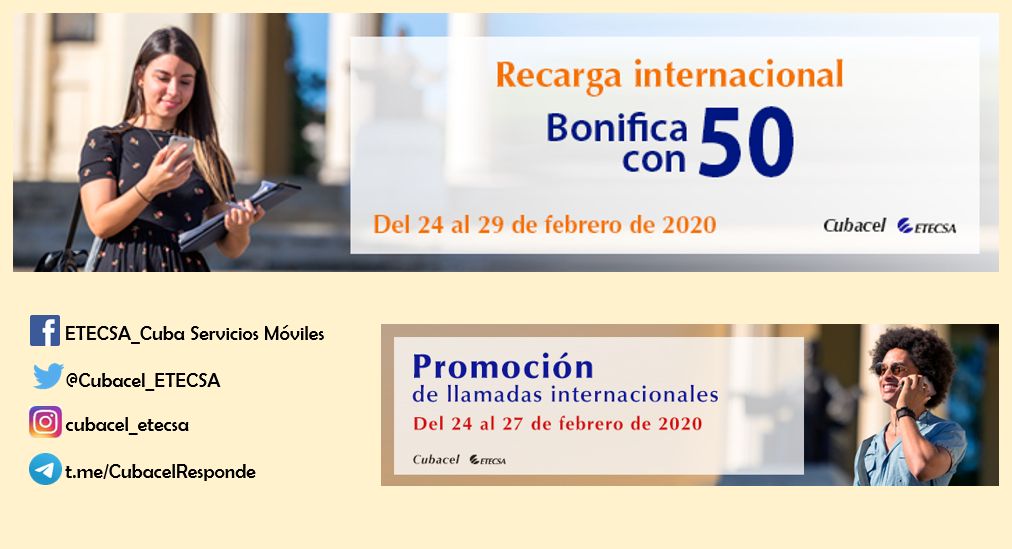 Recarga internacional
Bonifica
con 50
Del 24 al 29 de febrero de 2020
Cubacel ETECSA
ETECSA_Cuba Servicios Móviles
@Cubacel_ETECSA
cubacel_etecsa
t.me/CubacelResponde
Promoción
de llamadas internacionales
Del 24 al 27 de febrero de 2020
Cubacel ETECSA